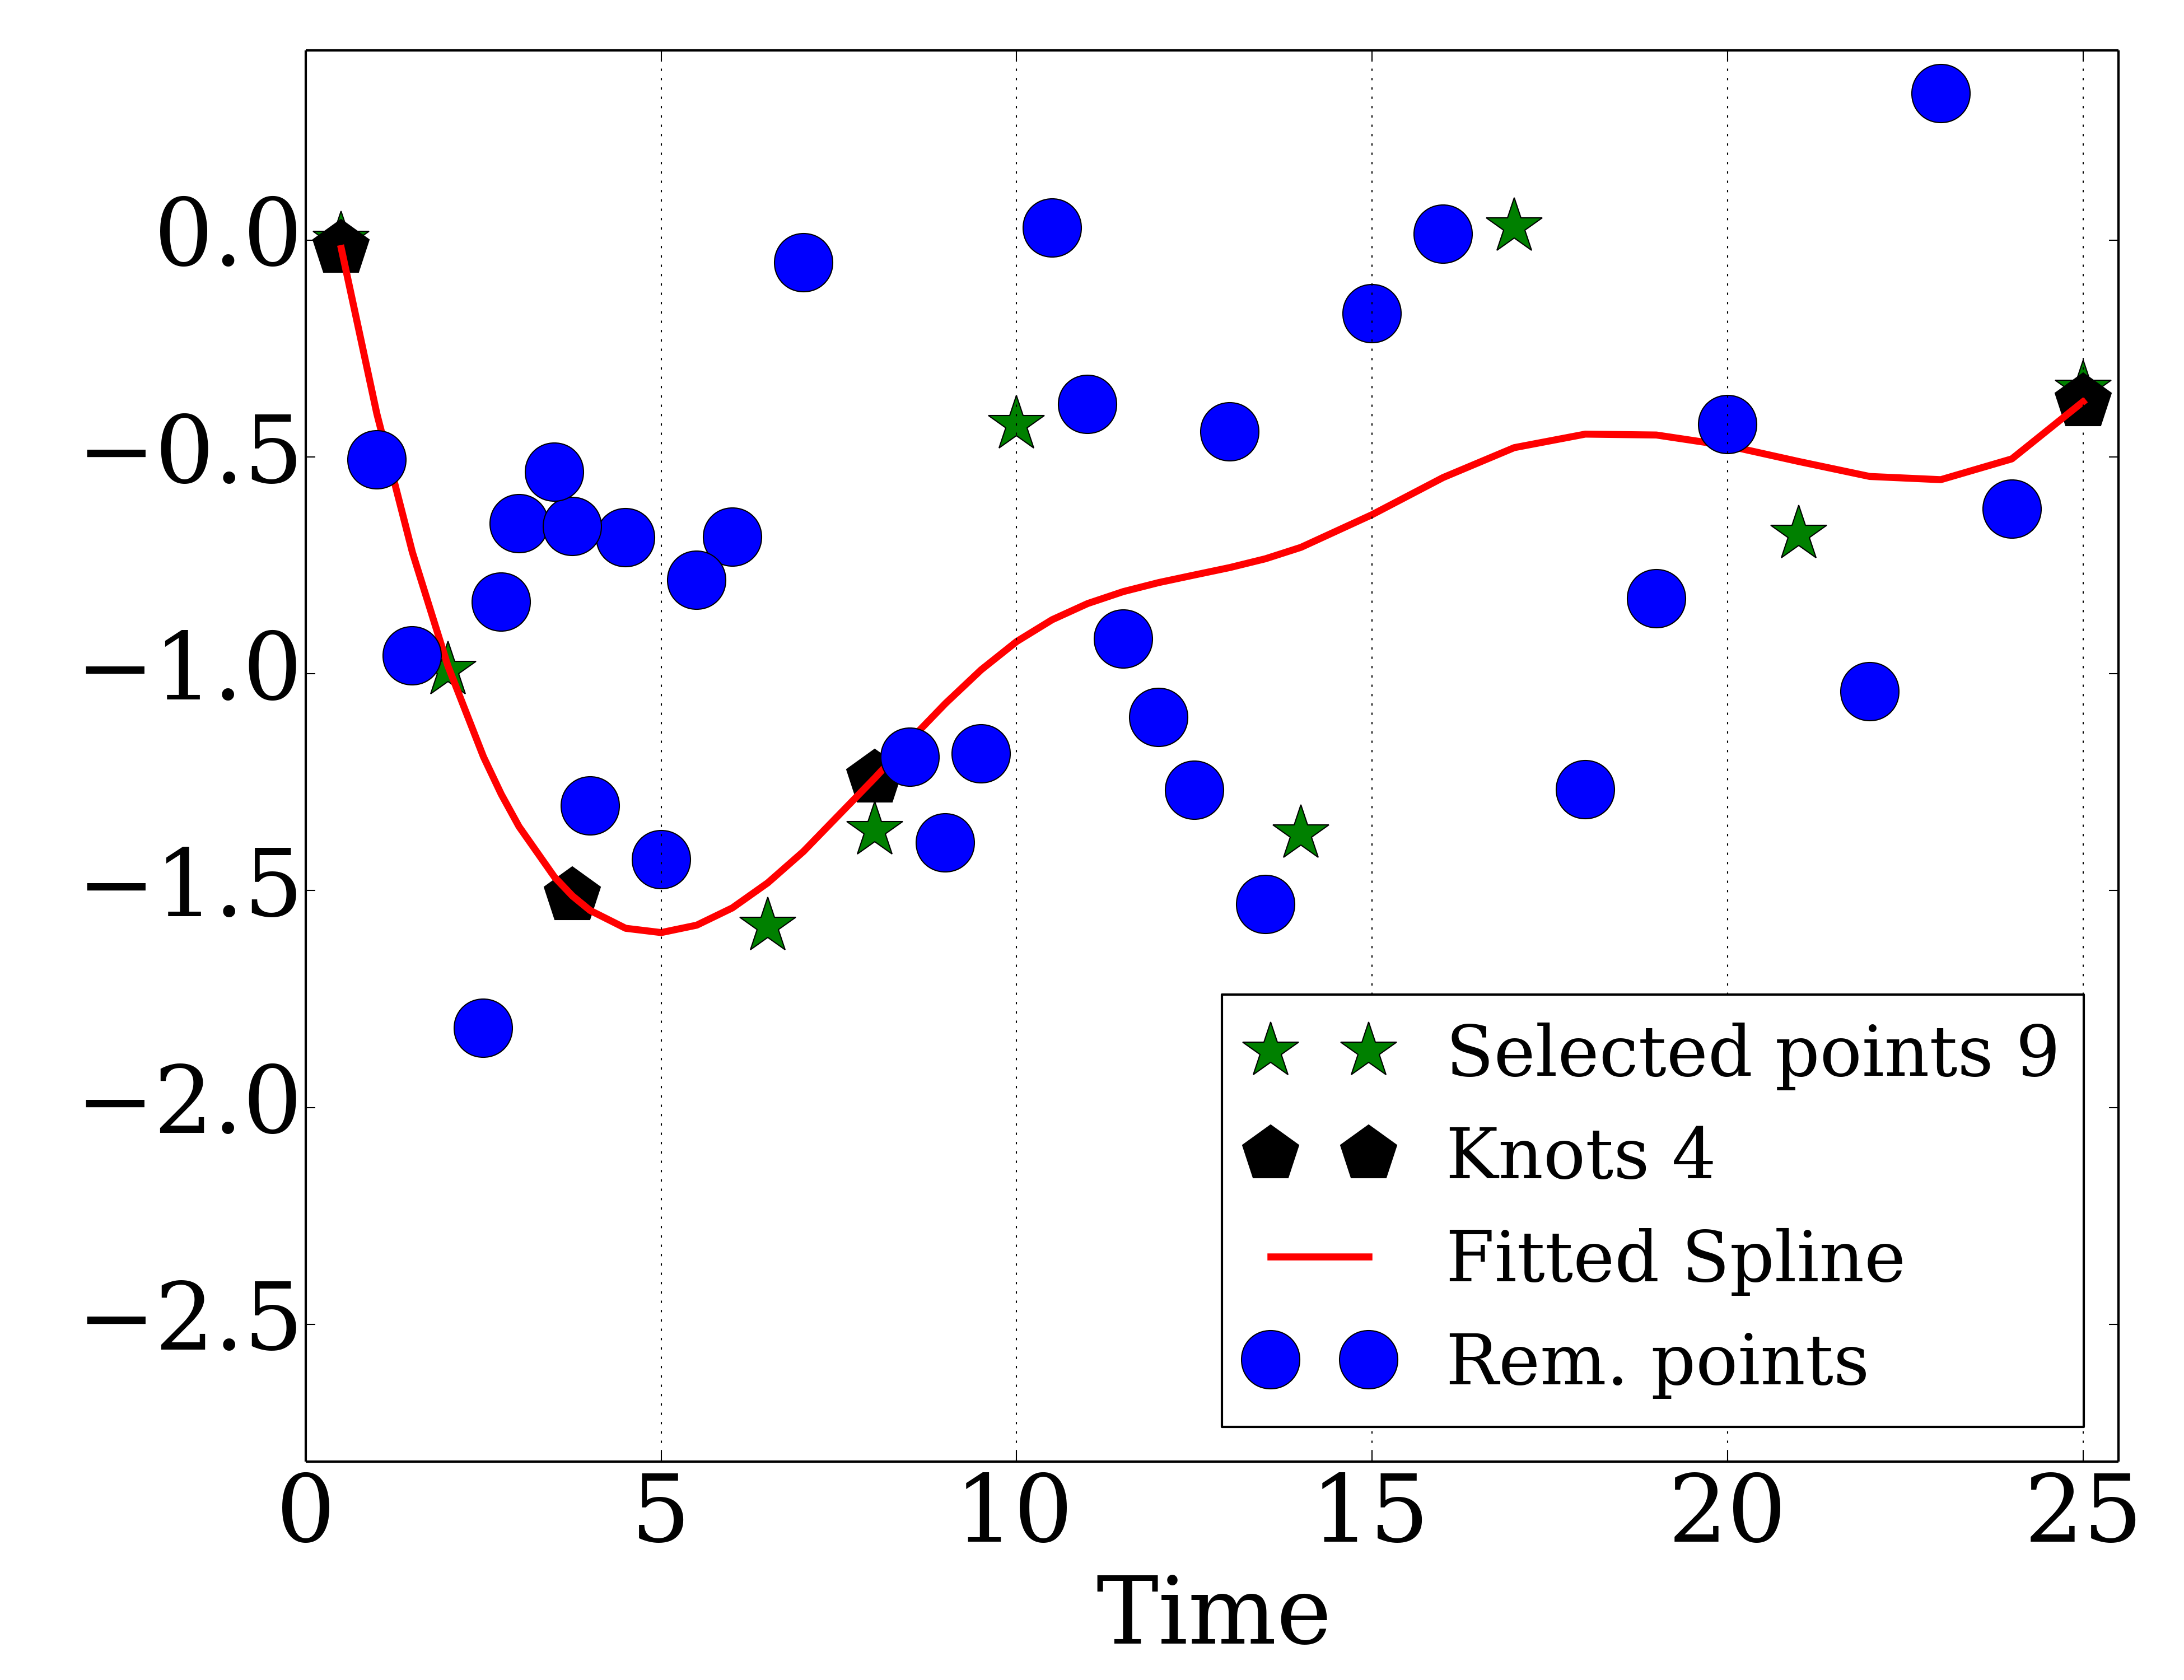 0.0
−0.5
−1.0
−1.5
−2.0
−2.5
Selected points 9
Knots 4
Fitted Spline
Rem. points
0 5 10 15 20 25
Time